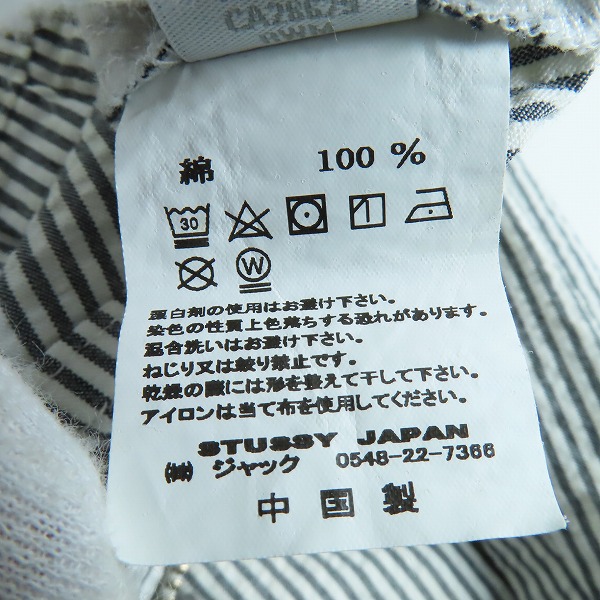 綿 100 %
30
W
漂白剤の使用はお避け下さい。
染色の性質上色落ちする恐れがあります。
混合洗いはお避け下さい。
ねじり又は絞り禁止です。
乾燥の際には形を整えて干して下さい。
アイロンは当て布を使用してください。
STUSSY JAPAN
㈱ジャック 0548-22-7366
中国製